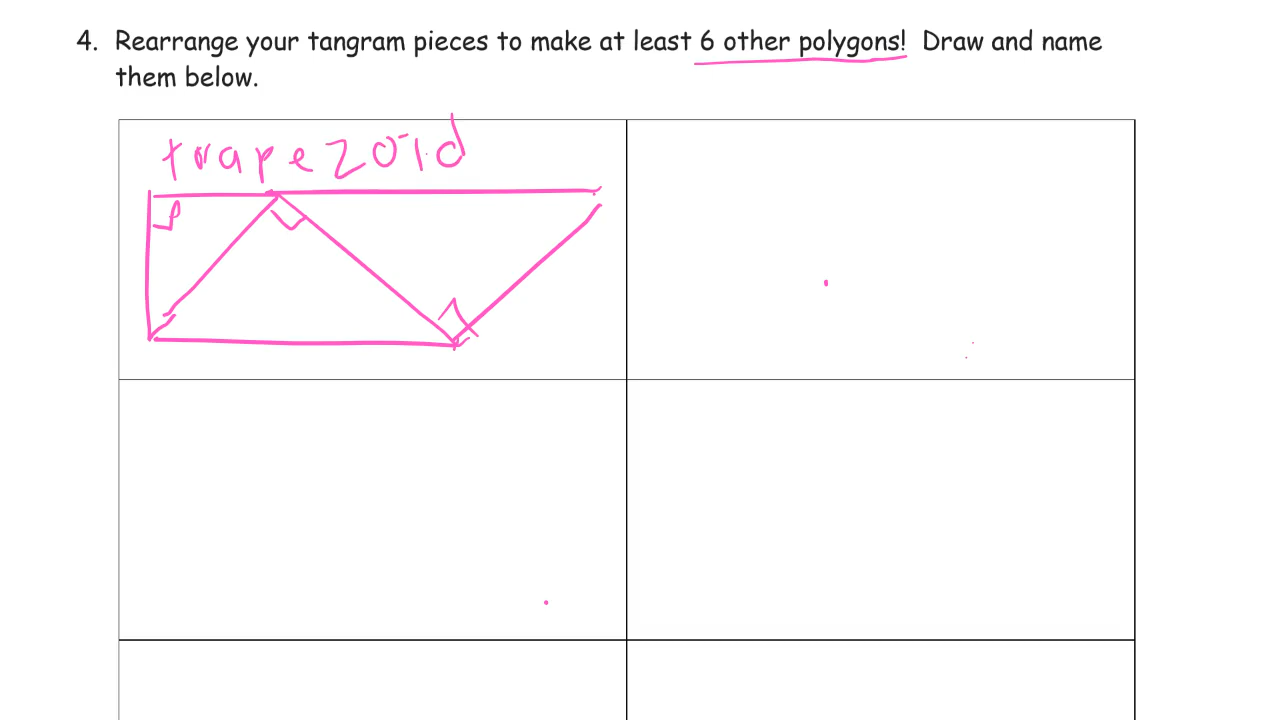 4. Rearrange your tangram pieces to make at least 6 other polygons! Draw and name
them below.
trapezoid